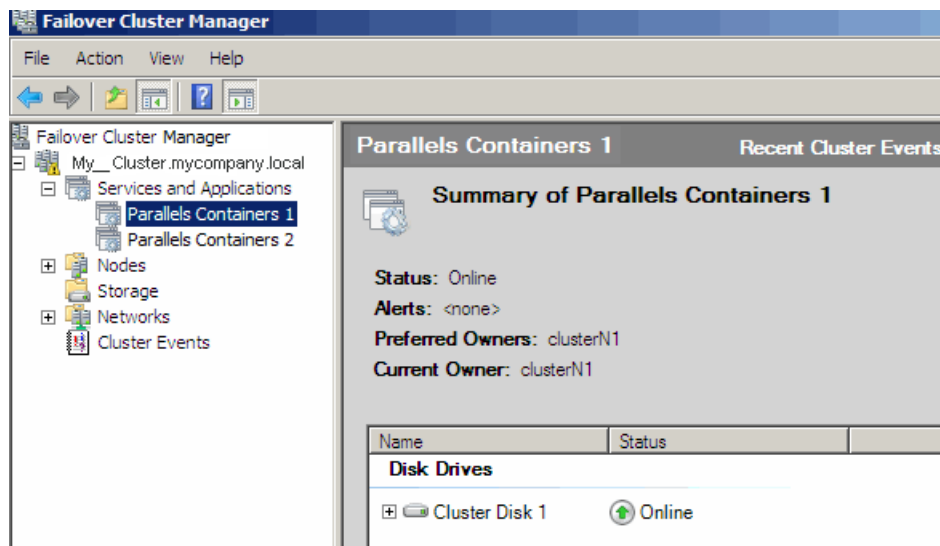 Failover Cluster Manager
File Action View Help
Failover Cluster Manager
My__Cluster.mycompany.local
Services and Applications
Parallels Containers 1
Parallels Containers 2
Nodes
Storage
Networks
Cluster Events
Parallels Containers 1 Recent Cluster Events
Summary of Parallels Containers 1
Status: Online
Alerts: <none>
Preferred Owners: clusterN1
Current Owner: clusterN1
Name Status
Disk Drives
Cluster Disk 1 Online